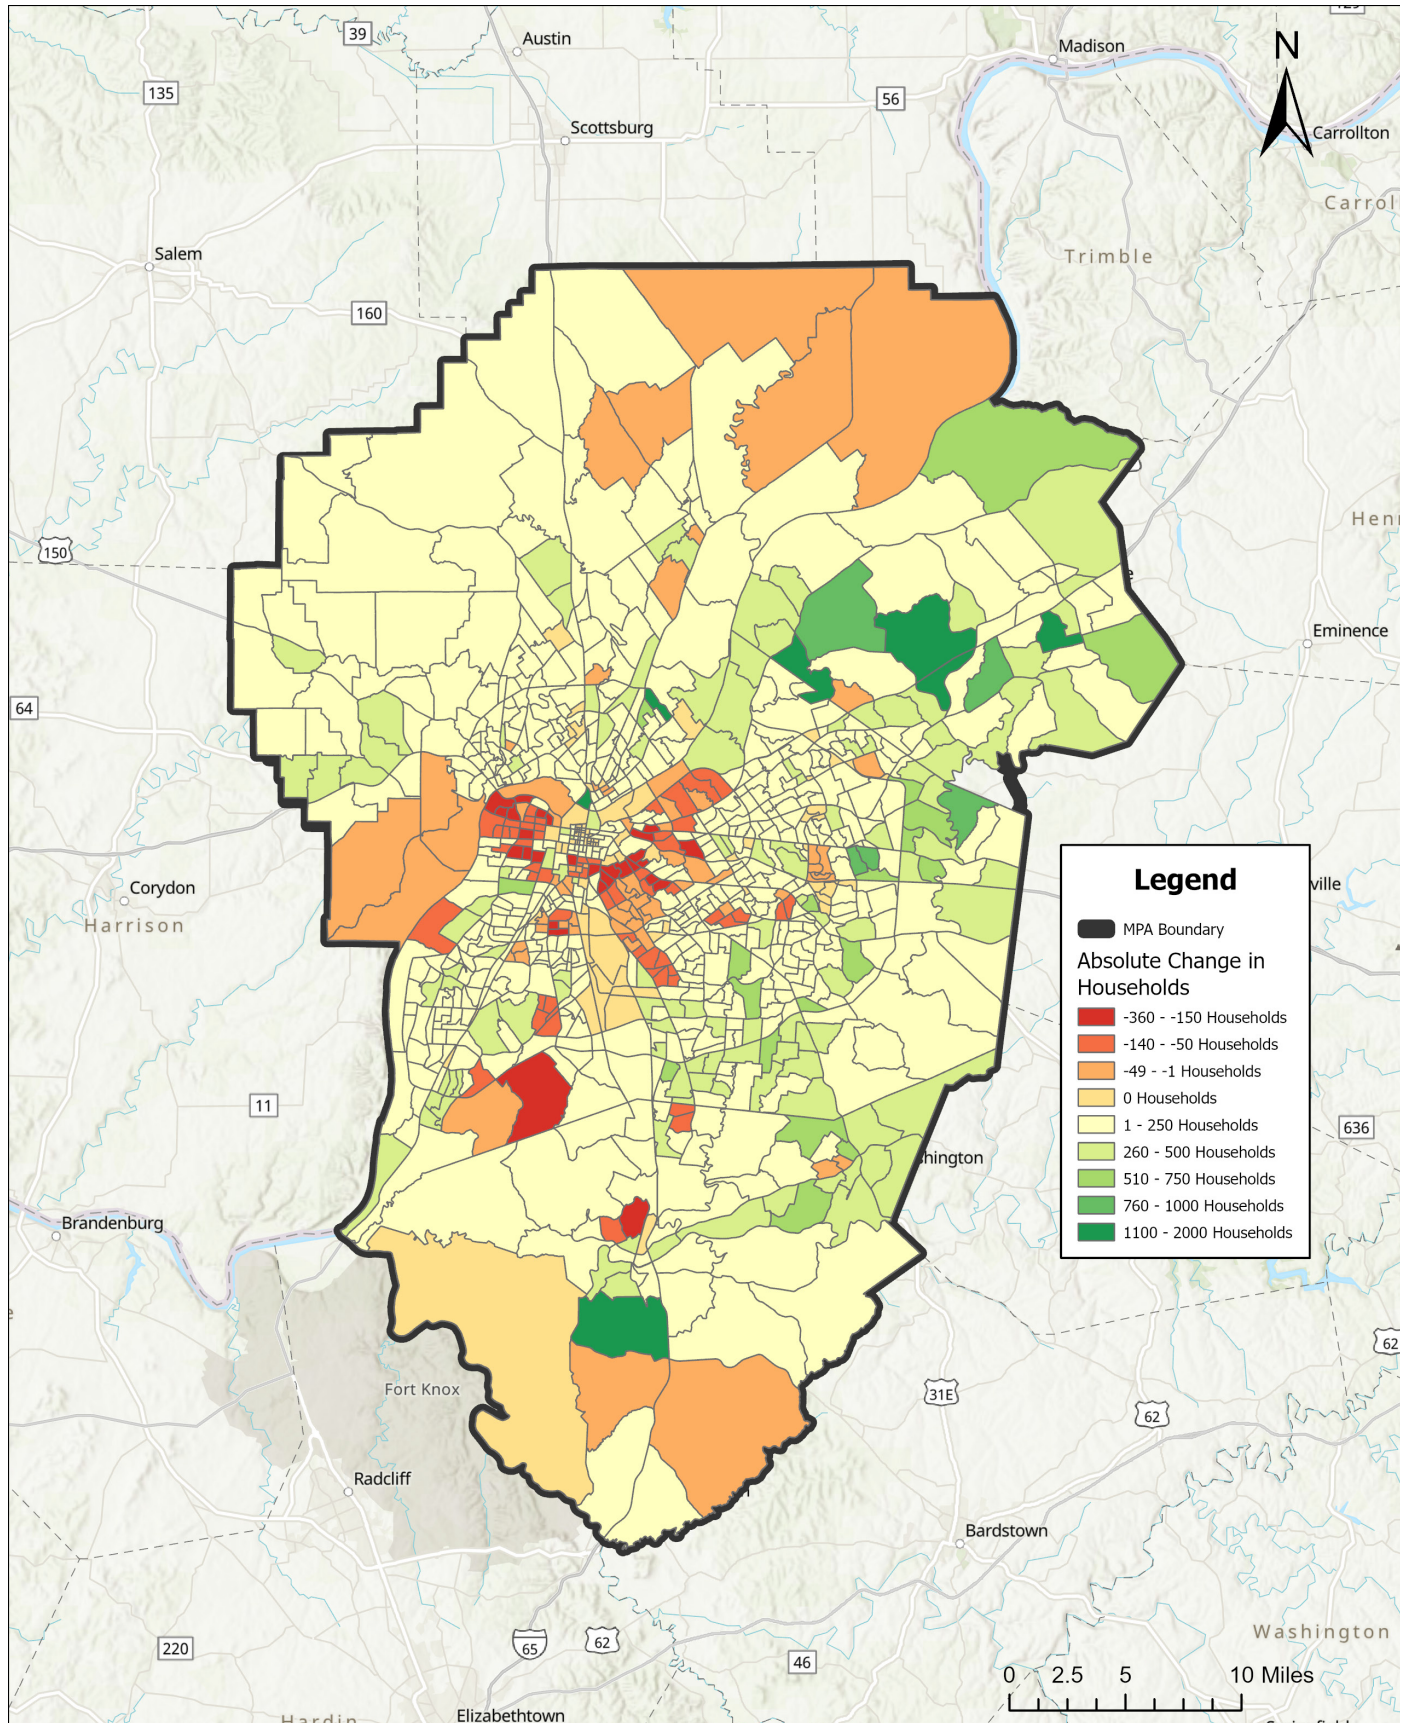 39
Austin
Madison
N
135
56
Scottsburg
Carrollton
Carrol
Trimble
Salem
160
150
Henr
Eminence
64
Corydon
Harrison
ville
Legend
MPA Boundary
Absolute Change in
Households
-360 - -150 Households
-140 - -50 Households
-49 - -1 Households
0 Households
1 - 250 Households
260 - 500 Households
510 - 750 Households
760 - 1000 Households
1100 - 2000 Households
11
636
hington
Brandenburg
62
Fort Knox
31E
62
Radcliff
Bardstown
Washington
220
65
62
46
0 2.5 5 10 Miles
Elizabethtown
Hardin